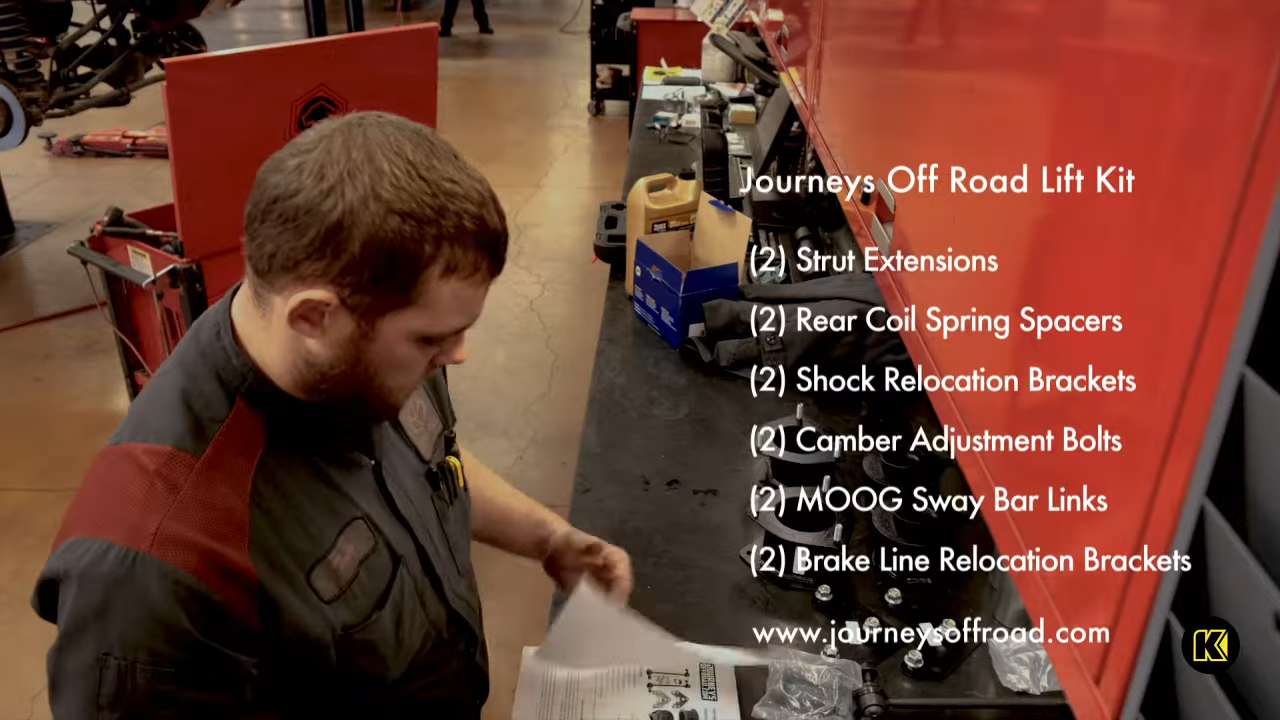 Journeys Off Road Lift Kit
(2) Strut Extensions
(2) Rear Coil Spring Spacers
(2) Shock Relocation Brackets
(2) Camber Adjustment Bolts
(2) MOOG Sway Bar Links
(2) Brake Line Relocation Brackets
www.journeysoffroad.com
K
JOURNEYS